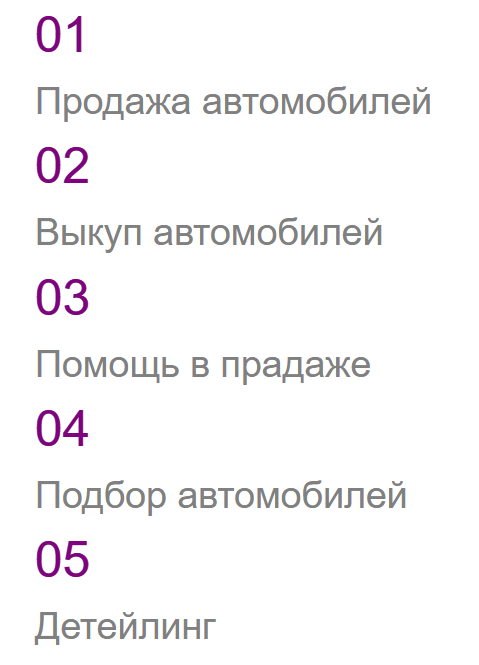 01
Продажа автомобилей
02
Выкуп автомобилей
03
Помощь в прадаже
04
Подбор автомобилей
05
Детейлинг